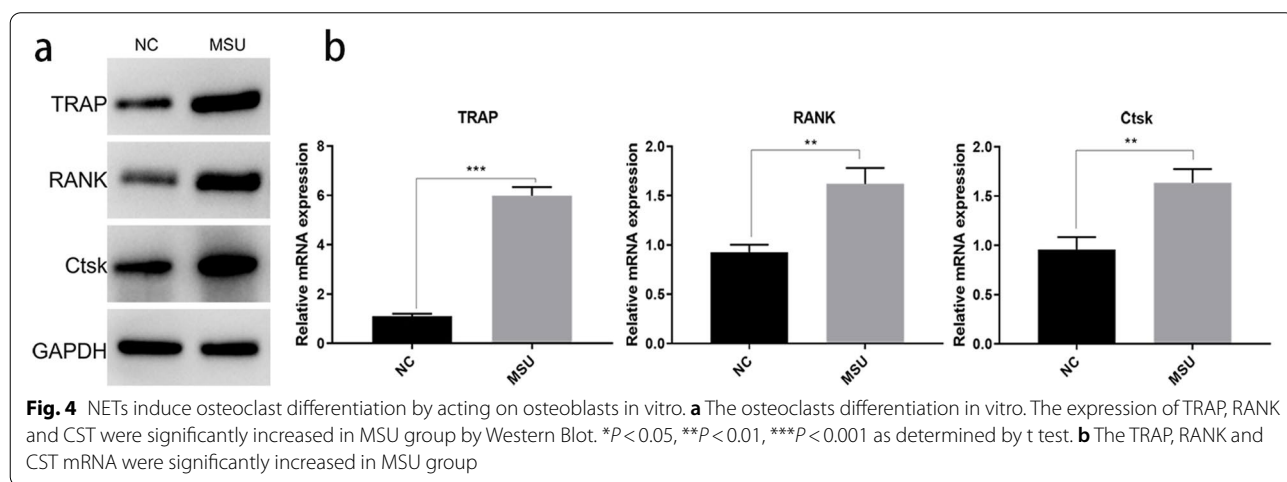 a
NC MSU
TRAP
RANK
Ctsk
GAPDH
b
TRAP
Relative mRNA expression
8
6
4
2
0
***
NC
MSU
RANK
Relative mRNA expression
2.0
1.5
1.0
0.5
0.0
**
NC
MSU
Ctsk
Relative mRNA expression
2.0
1.5
1.0
0.5
0.0
**
NC
MSU
Fig. 4 NETs induce osteoclast differentiation by acting on osteoblasts in vitro. a The osteoclasts differentiation in vitro. The expression of TRAP, RANK
and CST were significantly increased in MSU group by Western Blot. *P < 0.05, **P < 0.01, ***P < 0.001 as determined by t test. b The TRAP, RANK and
CST mRNA were significantly increased in MSU group